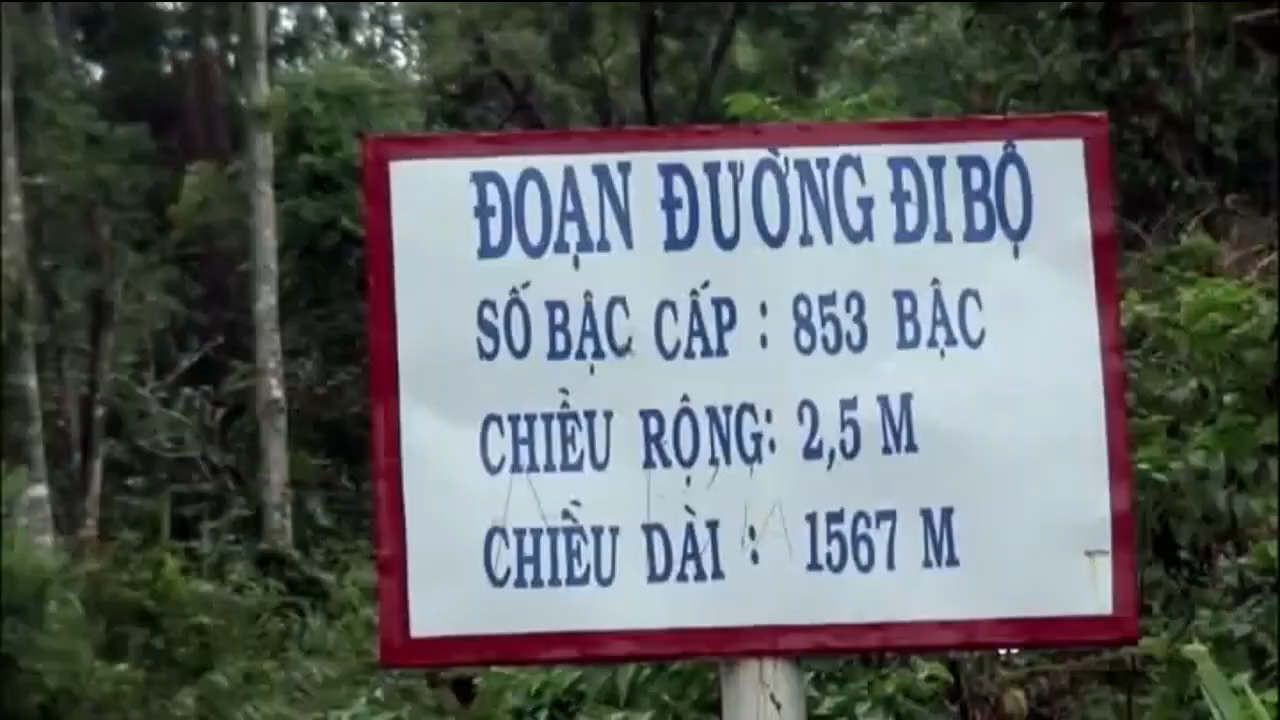 ĐOẠN ĐƯỜNG ĐI BỘ
SỐ BẬC CẤP : 853 BẬC
CHIỀU RỘNG: 2,5 M
CHIỀU DÀI : 1567 M